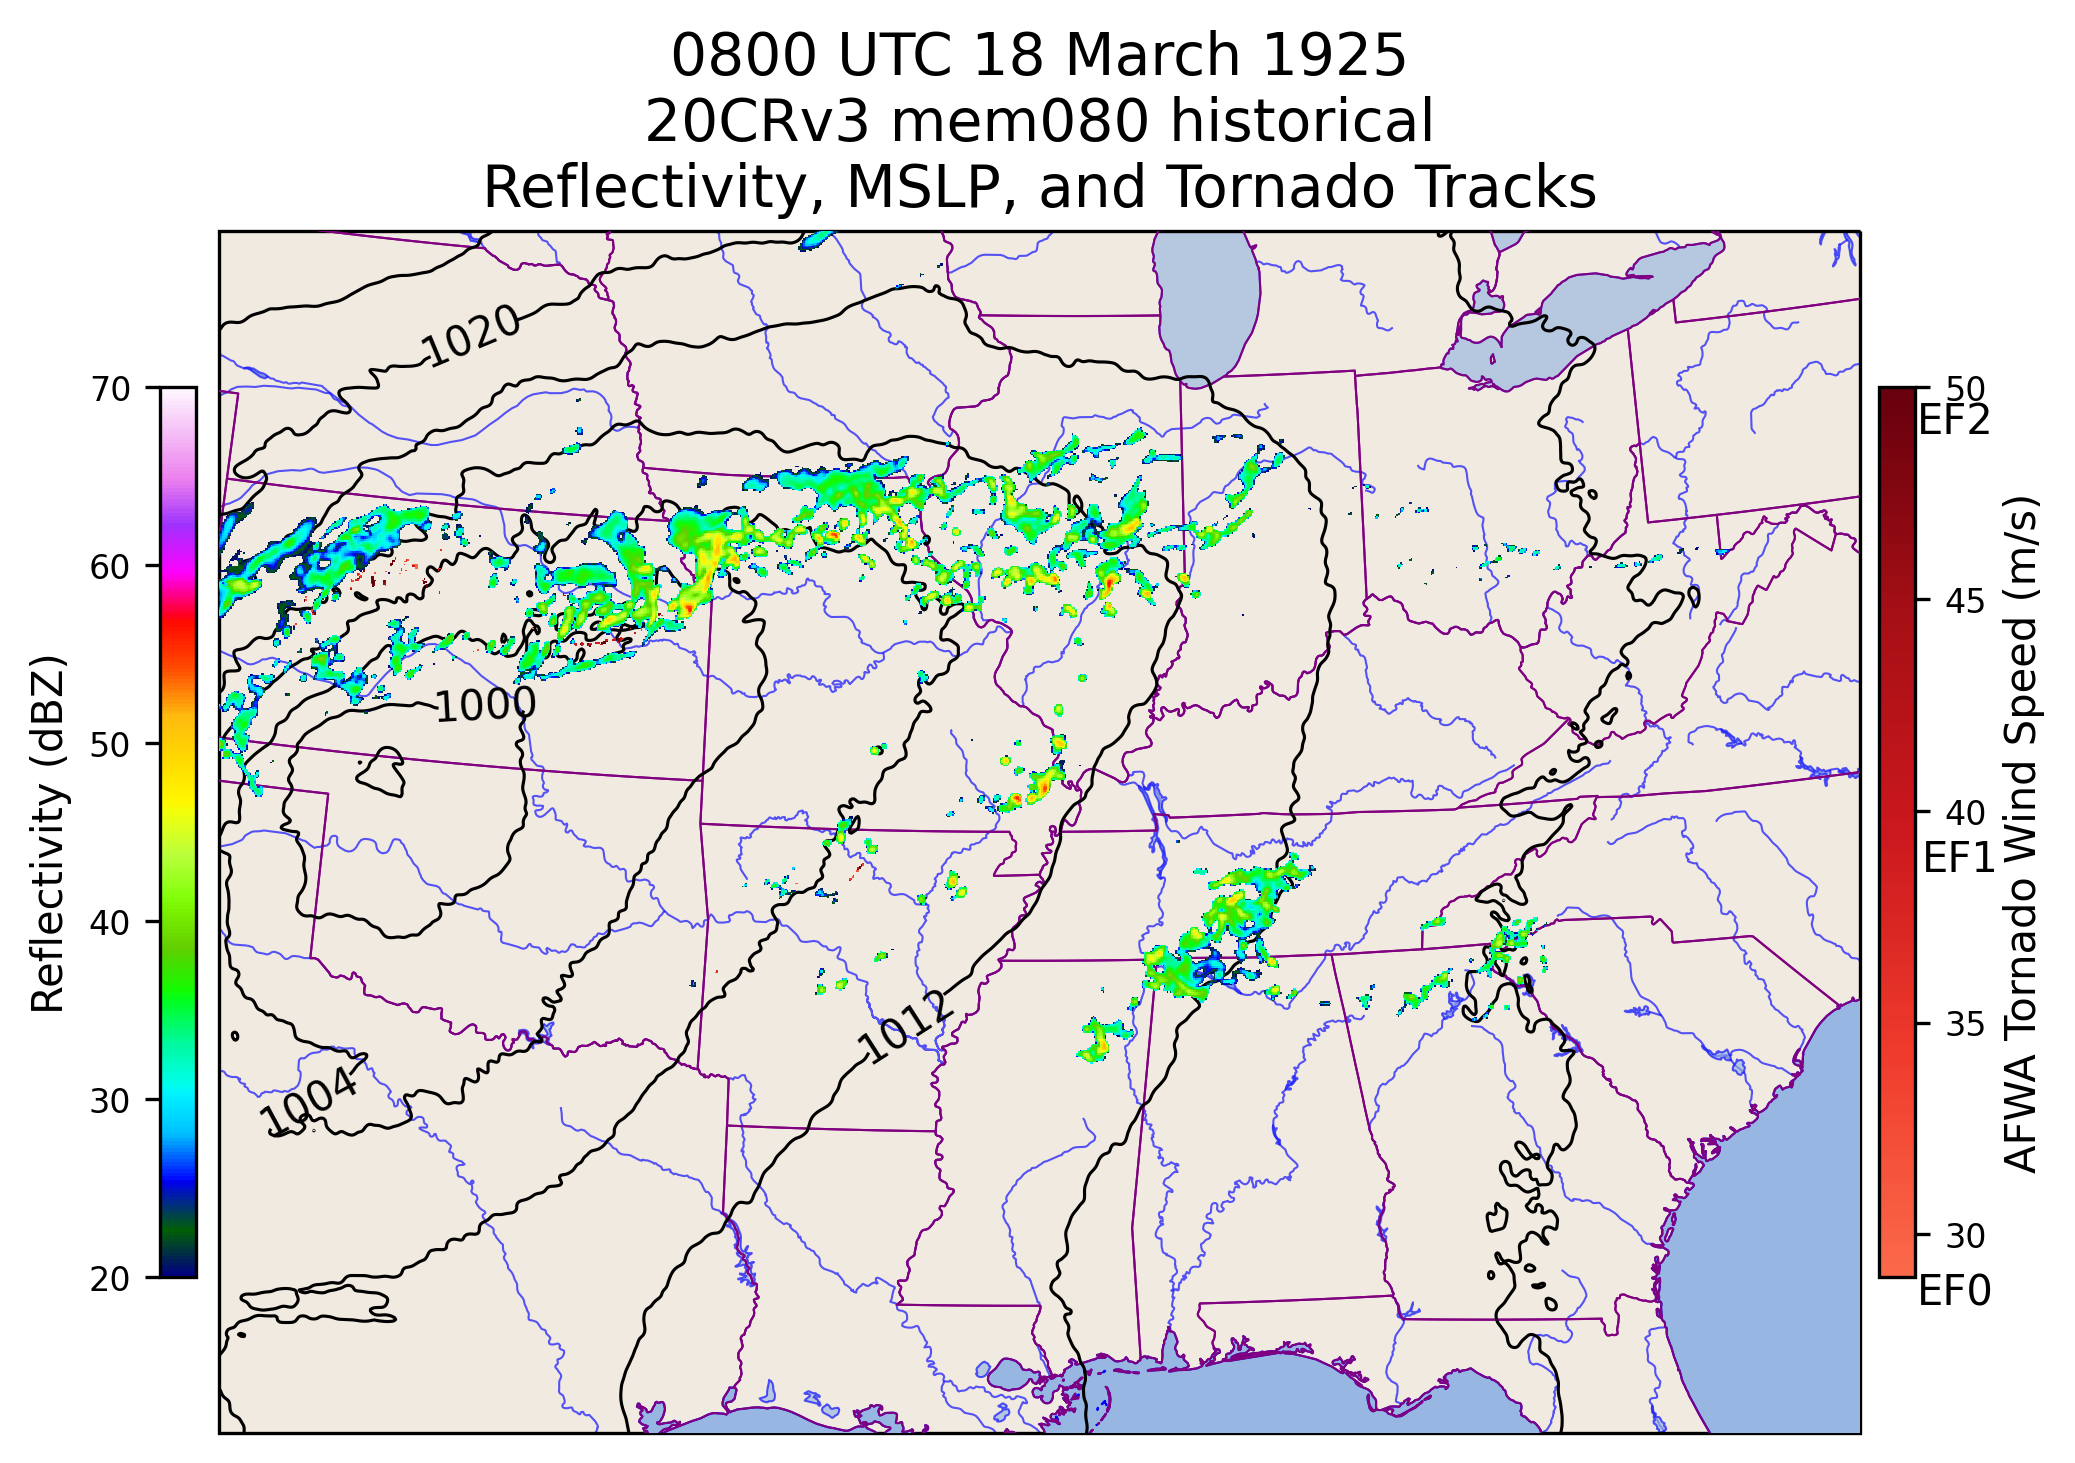 0800 UTC 18 March 1925
20CRv3 mem080 historical
Reflectivity, MSLP, and Tornado Tracks
1020
1000
1012
1004
Reflectivity (dBZ)
70
60
50
40
30
20
50
EF2
45
40
EF1
35
30
EF0
AFWA Tornado Wind Speed (m/s)